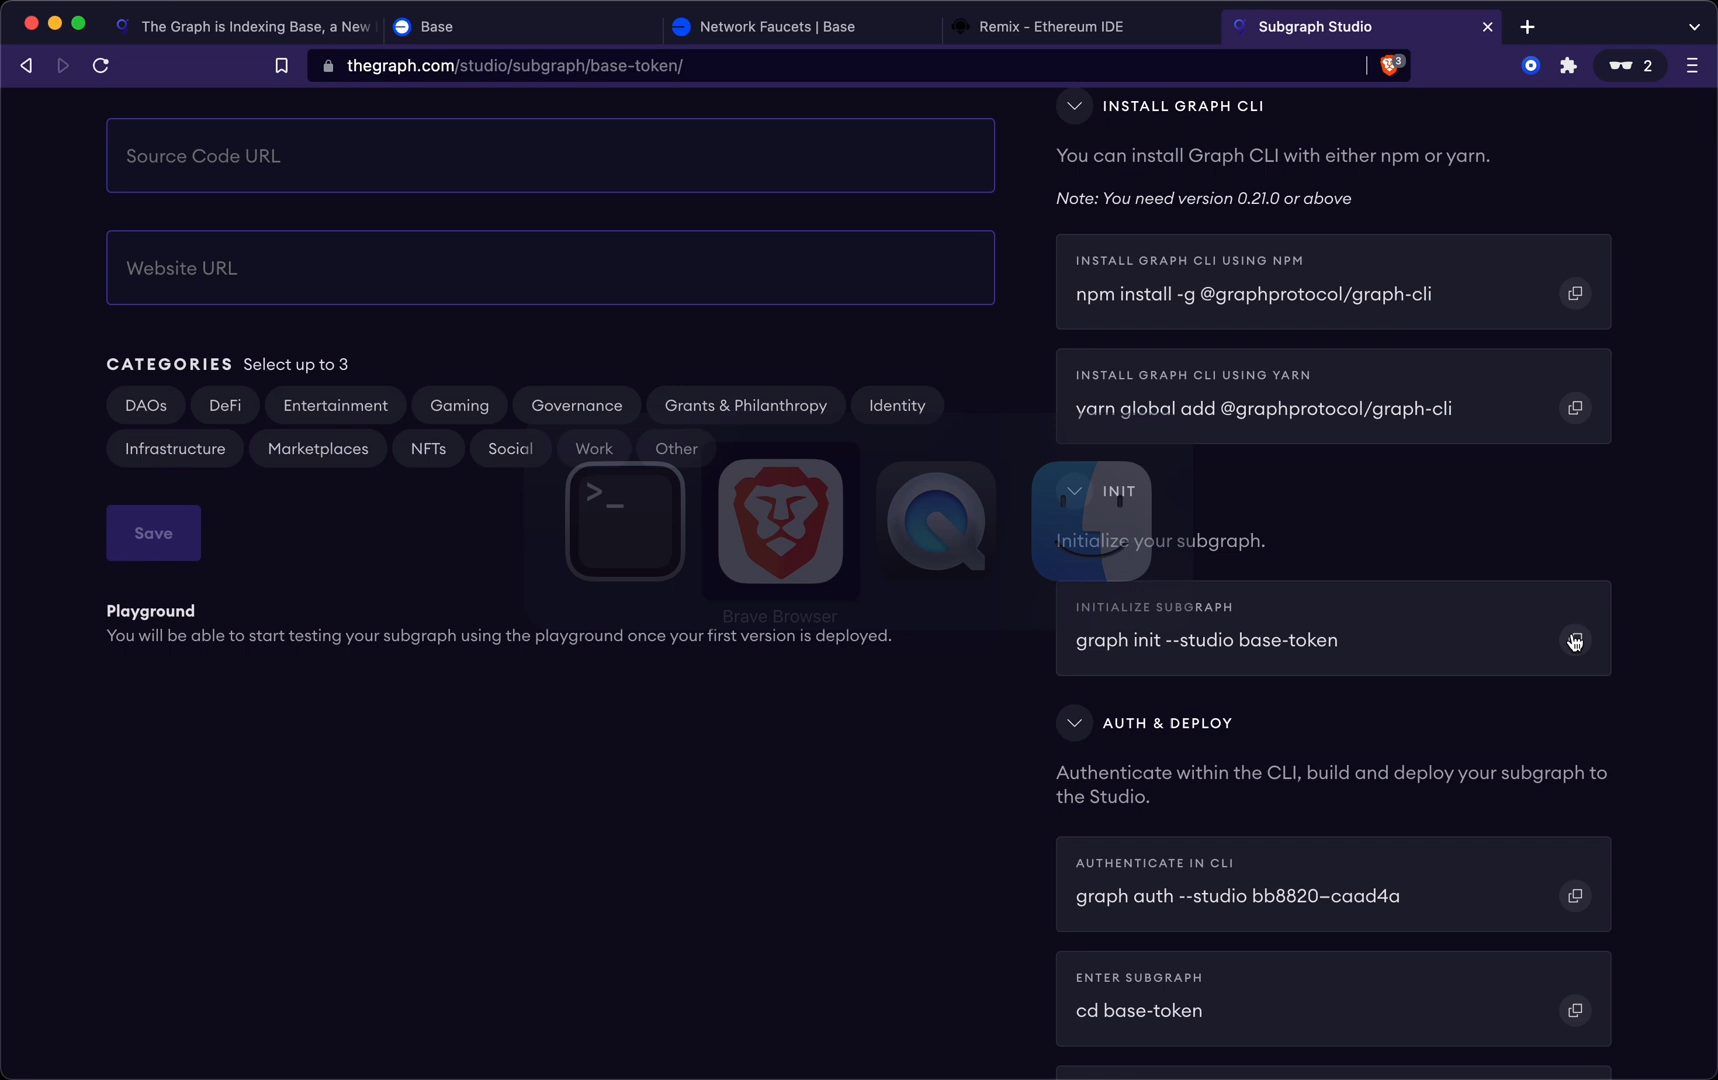 The Graph is Indexing Base, a New
Base
Network Faucets | Base
Remix - Ethereum IDE
Subgraph Studio
thegraph.com/studio/subgraph/base-token/
3
2
Source Code URL
Website URL
CATEGORIES Select up to 3
DAOs
DeFi
Entertainment
Gaming
Governance
Grants & Philanthropy
Identity
Infrastructure
Marketplaces
NFTs
Social
Work
Other
Save
Playground
You will be able to start testing your subgraph using the playground once your first version is deployed.
>_
Brave Browser
INSTALL GRAPH CLI
You can install Graph CLI with either npm or yarn.
Note: You need version 0.21.0 or above
INSTALL GRAPH CLI USING NPM
npm install -g @graphprotocol/graph-cli
INSTALL GRAPH CLI USING YARN
yarn global add @graphprotocol/graph-cli
INIT
Initialize your subgraph.
INITIALIZE SUBGRAPH
graph init --studio base-token
AUTH & DEPLOY
Authenticate within the CLI, build and deploy your subgraph to
the Studio.
AUTHENTICATE IN CLI
graph auth --studio bb8820—caad4a
ENTER SUBGRAPH
cd base-token